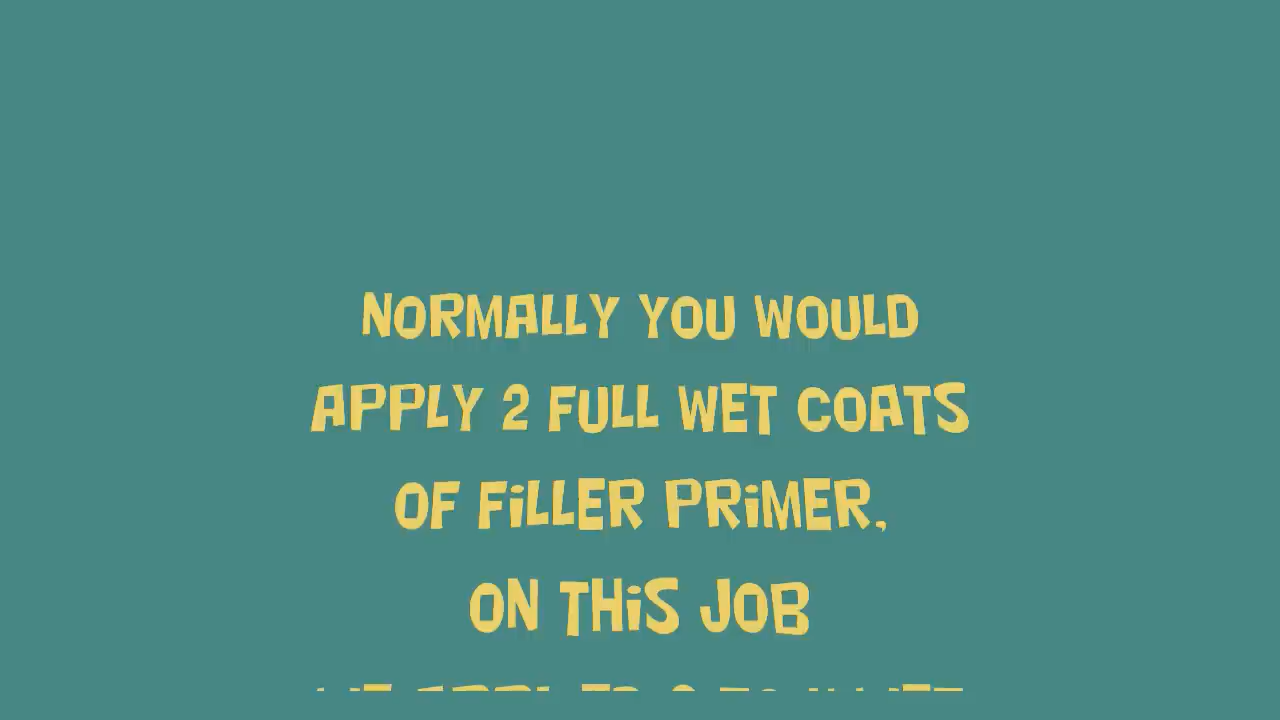 NORMALLY YOU WOULD
APPLY 2 FULL WET COATS
OF FiLLER PRiMER,
ON THiS JOB